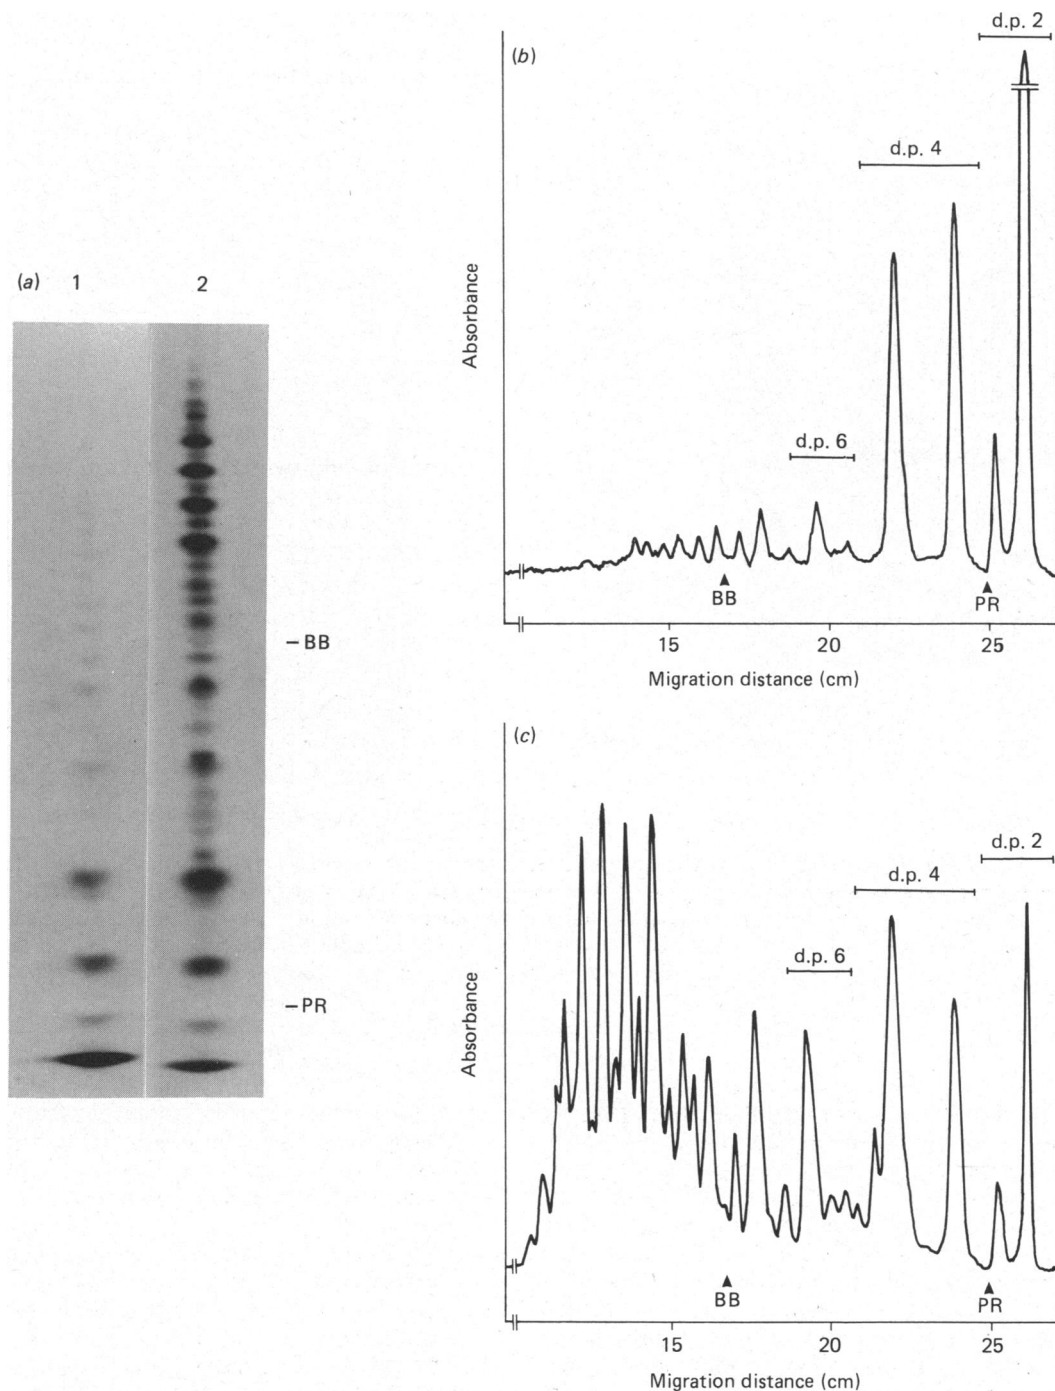 (a) 1 2
–BB
–PR
(b)
d.p. 2
d.p. 4
d.p. 6
Absorbance
BB
PR
15 20 25
Migration distance (cm)
(c)
d.p. 2
d.p. 4
d.p. 6
Absorbance
BB
PR
15 20 25
Migration distance (cm)